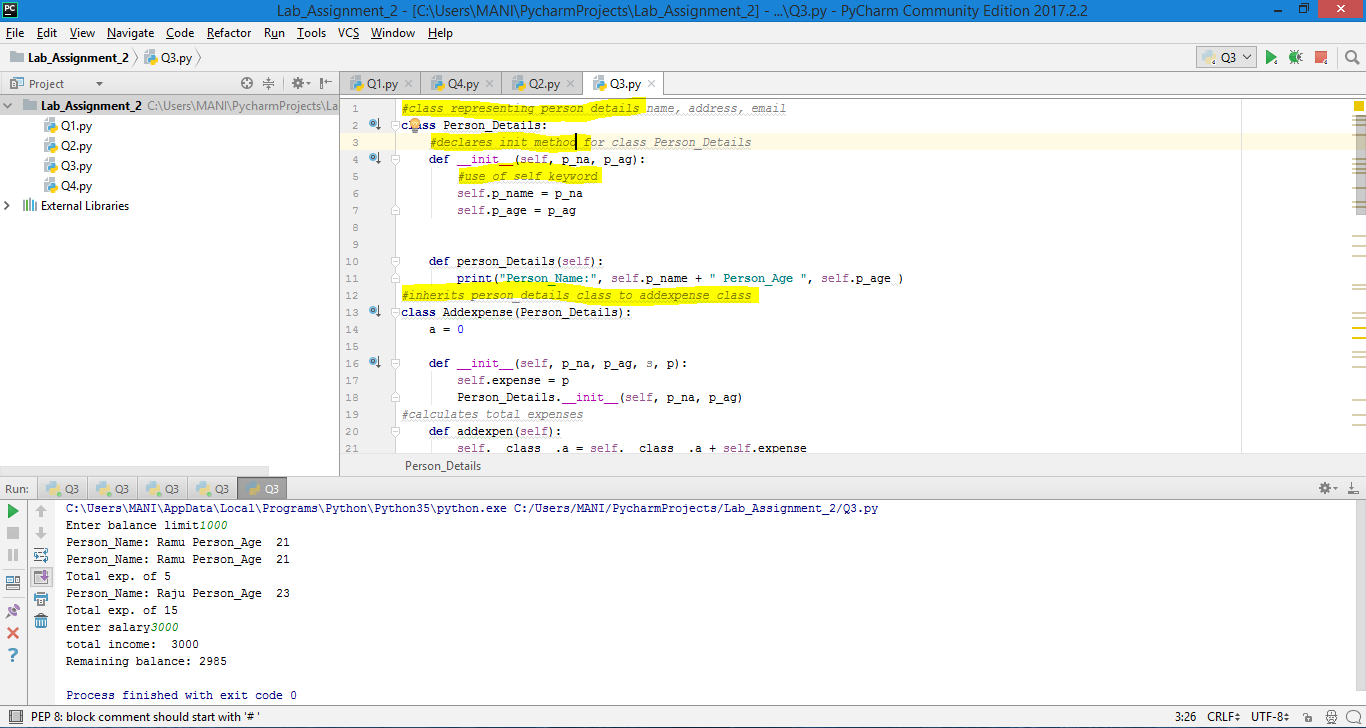 Lab_Assignment_2 - [C:\Users\MANI\PycharmProjects\Lab_Assignment_2] - ...\Q3.py - PyCharm Community Edition 2017.2.2
File Edit View Navigate Code Refactor Run Tools VCS Window Help
Lab_Assignment_2 Q3.py Q3
Project Q1.py Q4.py Q2.py Q3.py
Lab_Assignment_2 C:\Users\MANI\PycharmProjects\La
Q1.py
Q2.py
Q3.py
Q4.py
External Libraries
1 #class representing person details name, address, email
2 class Person_Details:
3 #declares init method for class Person_Details
4 def __init__(self, p_na, p_ag):
5 #use of self keyword
6 self.p_name = p_na
7 self.p_age = p_ag
8
9
10 def person_Details(self):
11 print("Person_Name:", self.p_name + " Person_Age ", self.p_age )
12 #inherits person_details class to addexpense class
13 class Addexpense(Person_Details):
14 a = 0
15
16 def __init__(self, p_na, p_ag, s, p):
17 self.expense = p
18 Person_Details.__init__(self, p_na, p_ag)
19 #calculates total expenses
20 def addexpen(self):
21 self.__class__.a = self.__class__.a + self.expense
Person_Details
Run: Q3 Q3 Q3 Q3 Q3
C:\Users\MANI\AppData\Local\Programs\Python\Python35\python.exe C:/Users/MANI/PycharmProjects/Lab_Assignment_2/Q3.py
Enter balance limit1000
Person_Name: Ramu Person_Age  21
Person_Name: Ramu Person_Age  21
Total exp. of 5
Person_Name: Raju Person_Age  23
Total exp. of 15
enter salary3000
total income:  3000
Remaining balance: 2985
Process finished with exit code 0
PEP 8: block comment should start with '# ' 3:26 CRLF UTF-8